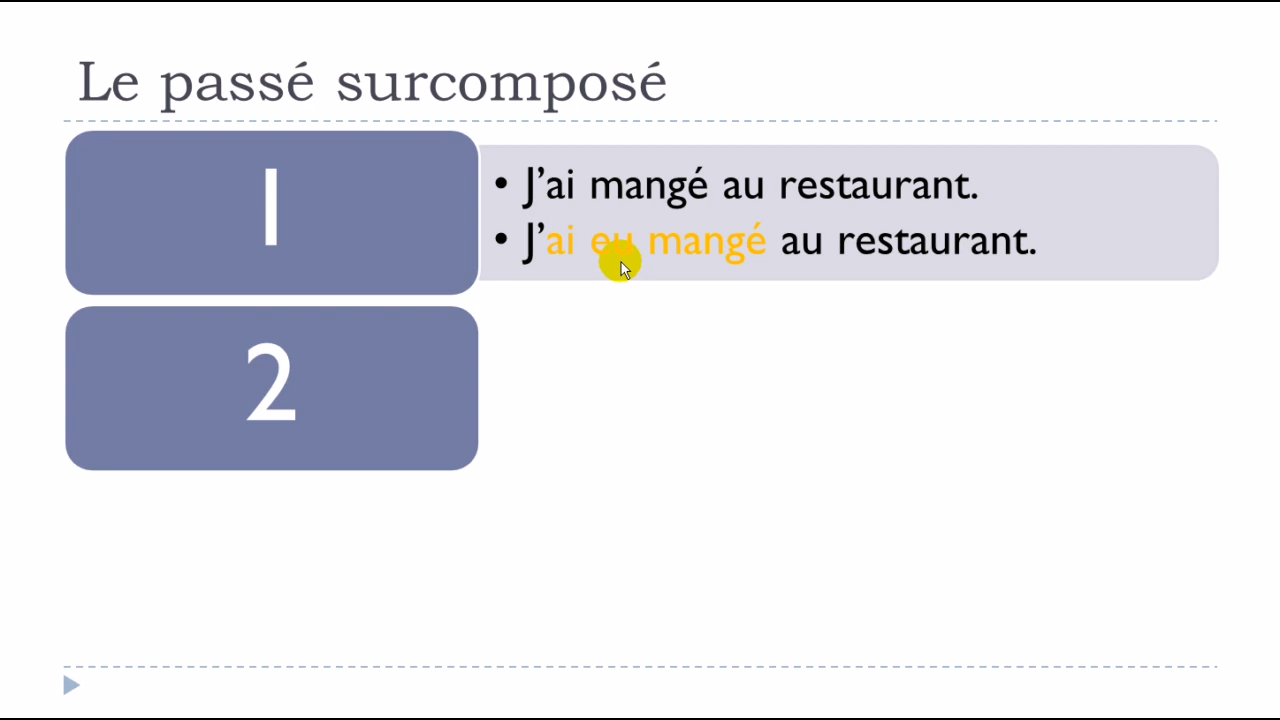 Le passé surcomposé
1
• J’ai mangé au restaurant.
• J’ai eu mangé au restaurant.
2